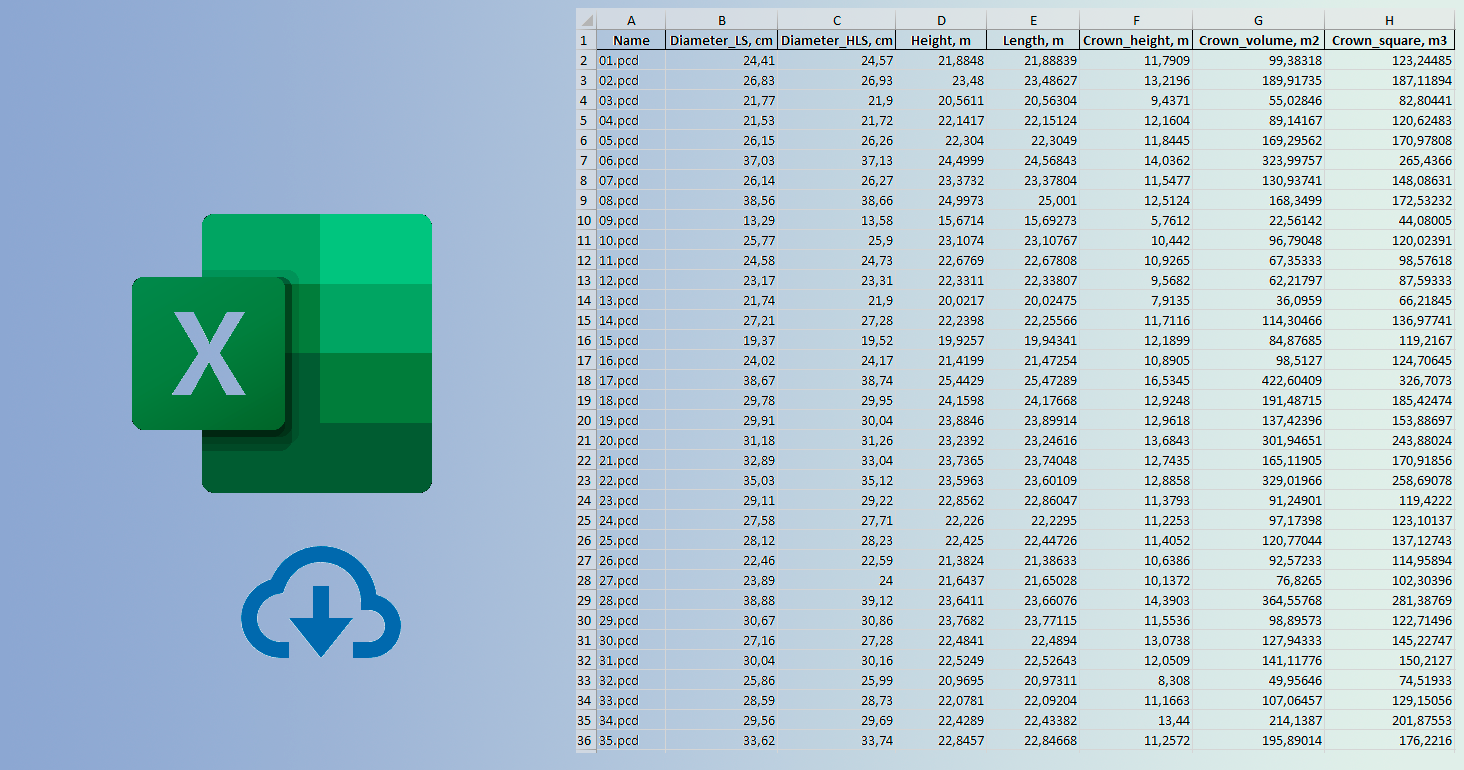 X
A B C D E F G H
1 Name Diameter_LS, cm Diameter_HLS, cm Height, m Length, m Crown_height, m Crown_volume, m2 Crown_square, m3
2 01.pcd 24,41 24,57 21,8848 21,88839 11,7909 99,38318 123,24485
3 02.pcd 26,83 26,93 23,48 23,48627 13,2196 189,91735 187,11894
4 03.pcd 21,77 21,9 20,5611 20,56304 9,4371 55,02846 82,80441
5 04.pcd 21,53 21,72 22,1417 22,15124 12,1604 89,14167 120,62483
6 05.pcd 26,15 26,26 22,304 22,3049 11,8445 169,29562 170,97808
7 06.pcd 37,03 37,13 24,4999 24,56843 14,0362 323,99757 265,4366
8 07.pcd 26,14 26,27 23,3732 23,37804 11,5477 130,93741 148,08631
9 08.pcd 38,56 38,66 24,9973 25,001 12,5124 168,3499 172,53232
10 09.pcd 13,29 13,58 15,6714 15,69273 5,7612 22,56142 44,08005
11 10.pcd 25,77 25,9 23,1074 23,10767 10,442 96,79048 120,02391
12 11.pcd 24,58 24,73 22,6769 22,67808 10,9265 67,35333 98,57618
13 12.pcd 23,17 23,31 22,3311 22,33807 9,5682 62,21797 87,59333
14 13.pcd 21,74 21,9 20,0217 20,02475 7,9135 36,0959 66,21845
15 14.pcd 27,21 27,28 22,2398 22,25566 11,7116 114,30466 136,97741
16 15.pcd 19,37 19,52 19,9257 19,94341 12,1899 84,87685 119,2167
17 16.pcd 24,02 24,17 21,4199 21,47254 10,8905 98,5127 124,70645
18 17.pcd 38,67 38,74 25,4429 25,47289 16,5345 422,60409 326,7073
19 18.pcd 29,78 29,95 24,1598 24,17668 12,9248 191,48715 185,42474
20 19.pcd 29,91 30,04 23,8846 23,89914 12,9618 137,42396 153,88697
21 20.pcd 31,18 31,26 23,2392 23,24616 13,6843 301,94651 243,88024
22 21.pcd 32,89 33,04 23,7365 23,74048 12,7435 165,11905 170,91856
23 22.pcd 35,03 35,12 23,5963 23,60109 12,8858 329,01966 258,69078
24 23.pcd 29,11 29,22 22,8562 22,86047 11,3793 91,24901 119,4222
25 24.pcd 27,58 27,71 22,226 22,2295 11,2253 97,17398 123,10137
26 25.pcd 28,12 28,23 22,425 22,44726 11,4052 120,77044 137,12743
27 26.pcd 22,46 22,59 21,3824 21,38633 10,6386 92,57233 114,95894
28 27.pcd 23,89 24 21,6437 21,65028 10,1372 76,8265 102,30396
29 28.pcd 38,88 39,12 23,6411 23,66076 14,3903 364,55768 281,38769
30 29.pcd 30,67 30,86 23,7682 23,77115 11,5536 98,89573 122,71496
31 30.pcd 27,16 27,28 22,4841 22,4894 13,0738 127,94333 145,22747
32 31.pcd 30,04 30,16 22,5249 22,52643 12,0509 141,11776 150,2127
33 32.pcd 25,86 25,99 20,9695 20,97311 8,308 49,95646 74,51933
34 33.pcd 28,59 28,73 22,0781 22,09204 11,1663 107,06457 129,15056
35 34.pcd 29,56 29,69 22,4289 22,43382 13,44 214,1387 201,87553
36 35.pcd 33,62 33,74 22,8457 22,84668 11,2572 195,89014 176,2216